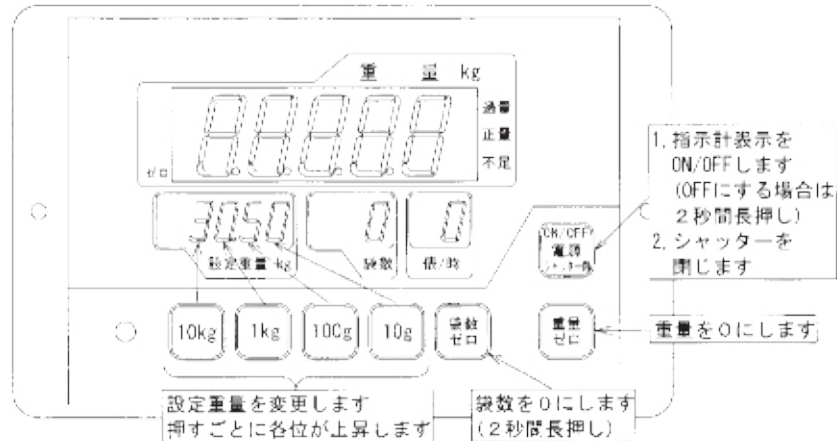 重 量 kg
過量
正量
不足
ゼロ
3050
設定重量 kg
0
袋数
0
俵/時
ON/OFF
電源
10kg
1kg
100g
10g
袋数
ゼロ
重量
ゼロ
1. 指示計表示を
ON/OFFします
(OFFにする場合は
2秒間長押し)
2. シャッターを
閉じます
重量を0にします
設定重量を変更します
押すごとに各位が上昇します
袋数を0にします
(2秒間長押し)